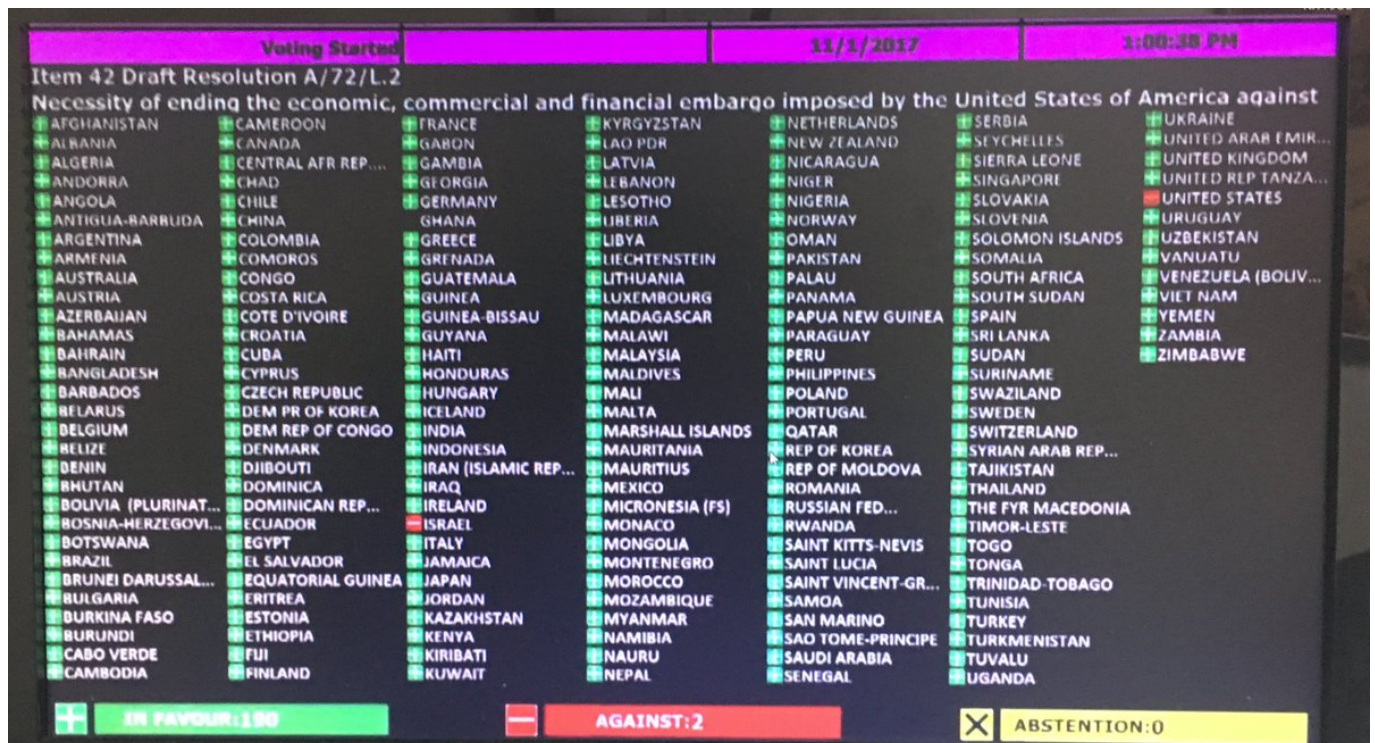 Voting Started 11/1/2017 1:00:38 PM
Item 42 Draft Resolution A/72/L.2
Necessity of ending the economic, commercial and financial embargo imposed by the United States of America against
AFGHANISTAN
ALBANIA
ALGERIA
ANDORRA
ANGOLA
ANTIGUA-BARBUDA
ARGENTINA
ARMENIA
AUSTRALIA
AUSTRIA
AZERBAIJAN
BAHAMAS
BAHRAIN
BANGLADESH
BARBADOS
BELARUS
BELGIUM
BELIZE
BENIN
BHUTAN
BOLIVIA (PLURINAT...
BOSNIA-HERZEGOVI...
BOTSWANA
BRAZIL
BRUNEI DARUSSAL...
BULGARIA
BURKINA FASO
BURUNDI
CABO VERDE
CAMBODIA
CAMEROON
CANADA
CENTRAL AFR REP....
CHAD
CHILE
CHINA
COLOMBIA
COMOROS
CONGO
COSTA RICA
COTE D'IVOIRE
CROATIA
CUBA
CYPRUS
CZECH REPUBLIC
DEM PR OF KOREA
DEM REP OF CONGO
DENMARK
DJIBOUTI
DOMINICA
DOMINICAN REP...
ECUADOR
EGYPT
EL SALVADOR
EQUATORIAL GUINEA
ERITREA
ESTONIA
ETHIOPIA
FIJI
FINLAND
FRANCE
GABON
GAMBIA
GEORGIA
GERMANY
GHANA
GREECE
GRENADA
GUATEMALA
GUINEA
GUINEA-BISSAU
GUYANA
HAITI
HONDURAS
HUNGARY
ICELAND
INDIA
INDONESIA
IRAN (ISLAMIC REP...
IRAQ
IRELAND
ISRAEL
ITALY
JAMAICA
JAPAN
JORDAN
KAZAKHSTAN
KENYA
KIRIBATI
KUWAIT
KYRGYZSTAN
LAO PDR
LATVIA
LEBANON
LESOTHO
LIBERIA
LIBYA
LIECHTENSTEIN
LITHUANIA
LUXEMBOURG
MADAGASCAR
MALAWI
MALAYSIA
MALDIVES
MALI
MALTA
MARSHALL ISLANDS
MAURITANIA
MAURITIUS
MEXICO
MICRONESIA (FS)
MONACO
MONGOLIA
MONTENEGRO
MOROCCO
MOZAMBIQUE
MYANMAR
NAMIBIA
NAURU
NEPAL
NETHERLANDS
NEW ZEALAND
NICARAGUA
NIGER
NIGERIA
NORWAY
OMAN
PAKISTAN
PALAU
PANAMA
PAPUA NEW GUINEA
PARAGUAY
PERU
PHILIPPINES
POLAND
PORTUGAL
QATAR
REP OF KOREA
REP OF MOLDOVA
ROMANIA
RUSSIAN FED...
RWANDA
SAINT KITTS-NEVIS
SAINT LUCIA
SAINT VINCENT-GR...
SAMOA
SAN MARINO
SAO TOME-PRINCIPE
SAUDI ARABIA
SENEGAL
SERBIA
SEYCHELLES
SIERRA LEONE
SINGAPORE
SLOVAKIA
SLOVENIA
SOLOMON ISLANDS
SOMALIA
SOUTH AFRICA
SOUTH SUDAN
SPAIN
SRI LANKA
SUDAN
SURINAME
SWAZILAND
SWEDEN
SWITZERLAND
SYRIAN ARAB REP...
TAJIKISTAN
THAILAND
THE FYR MACEDONIA
TIMOR-LESTE
TOGO
TONGA
TRINIDAD-TOBAGO
TUNISIA
TURKEY
TURKMENISTAN
TUVALU
UGANDA
UKRAINE
UNITED ARAB EMIR...
UNITED KINGDOM
UNITED REP TANZA...
UNITED STATES
URUGUAY
UZBEKISTAN
VANUATU
VENEZUELA (BOLIV...
VIET NAM
YEMEN
ZAMBIA
ZIMBABWE
IN FAVOUR:190 AGAINST:2 ABSTENTION:0